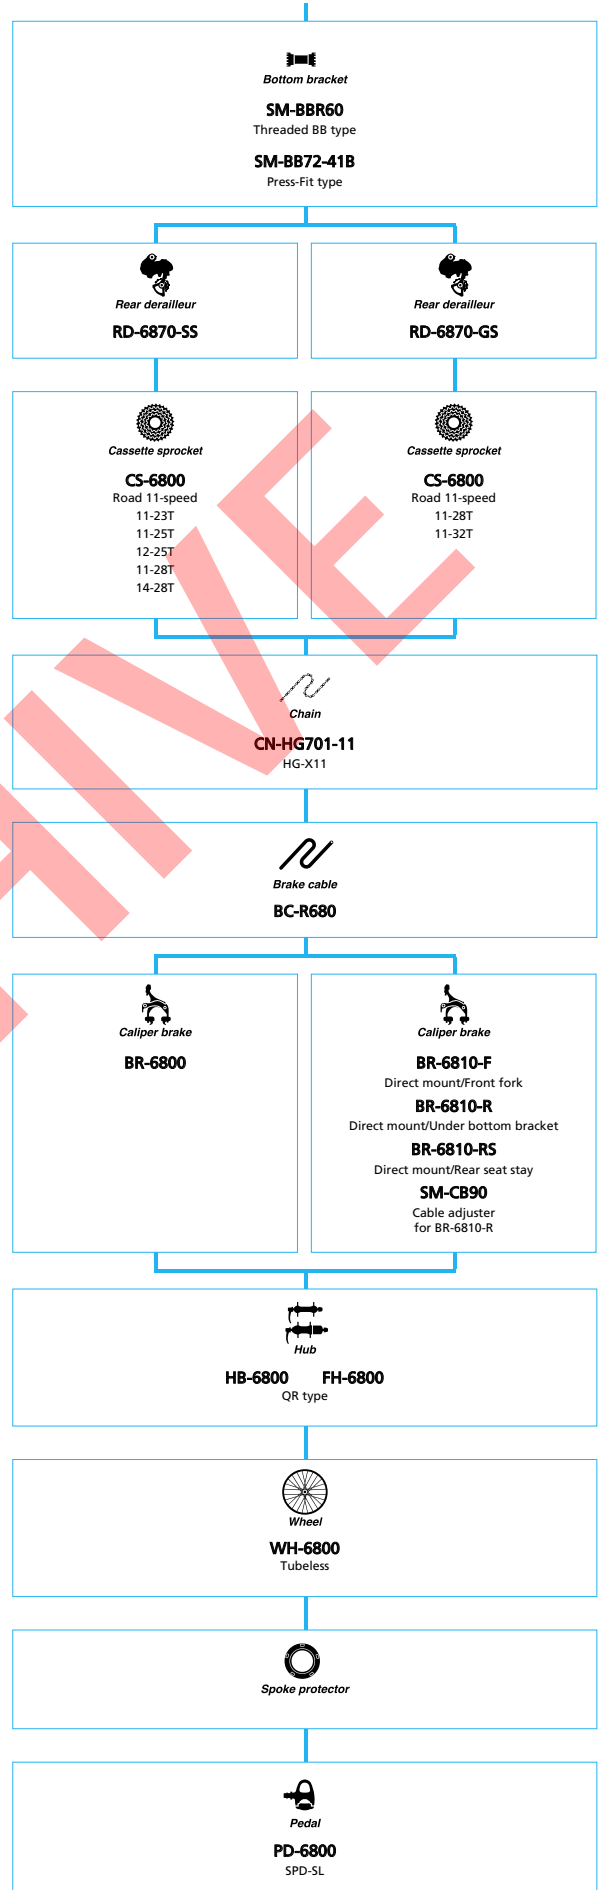 Bottom bracket
SM-BBR60
Threaded BB type
SM-BB72-41B
Press-Fit type
Rear derailleur
RD-6870-SS
Rear derailleur
RD-6870-GS
Cassette sprocket
CS-6800
Road 11-speed
11-23T
11-25T
12-25T
11-28T
14-28T
Cassette sprocket
CS-6800
Road 11-speed
11-28T
11-32T
Chain
CN-HG701-11
HG-X11
Brake cable
BC-R680
Caliper brake
BR-6800
Caliper brake
BR-6810-F
Direct mount/Front fork
BR-6810-R
Direct mount/Under bottom bracket
BR-6810-RS
Direct mount/Rear seat stay
SM-CB90
Cable adjuster
for BR-6810-R
Hub
HB-6800 FH-6800
QR type
Wheel
WH-6800
Tubeless
Spoke protector
Pedal
PD-6800
SPD-SL
HIVE